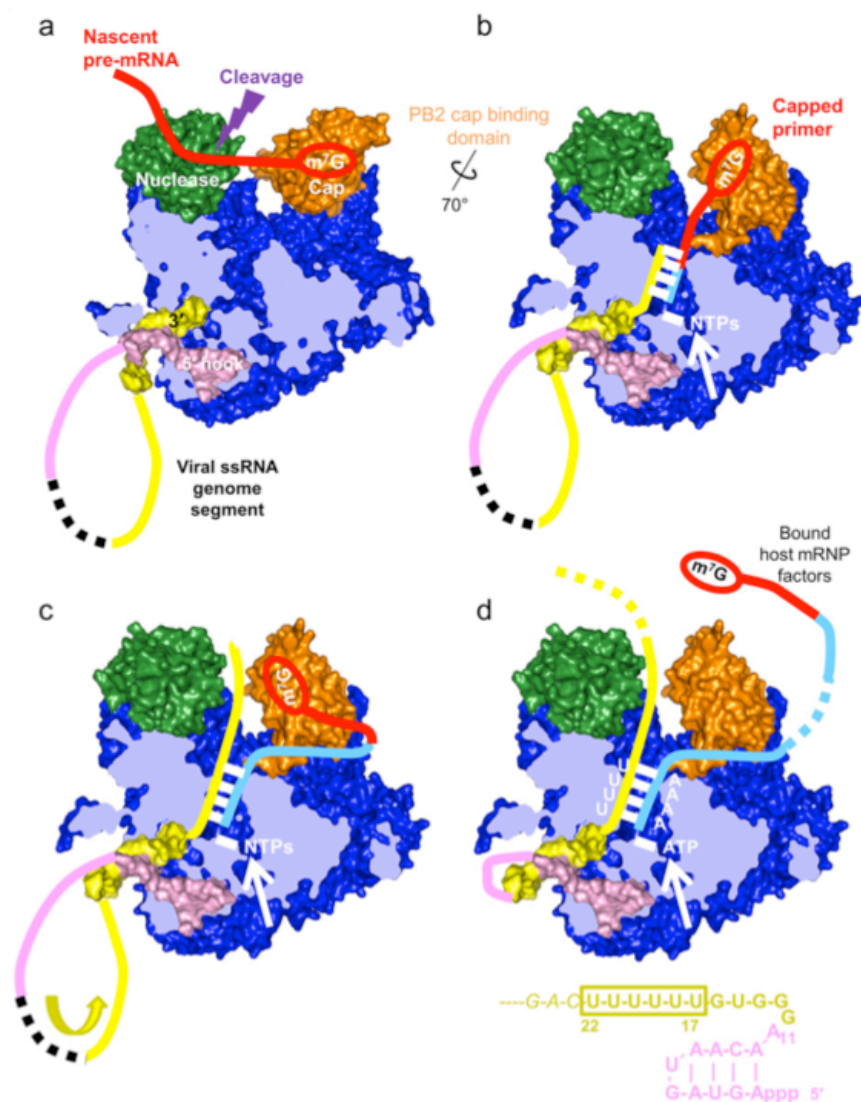 a
Nascent
pre-mRNA
Cleavage
Nuclease
m⁷G
Cap
3′
5′ hook
Viral ssRNA
genome
segment
PB2 cap binding
domain
70°
b
Capped
primer
m⁷G
NTPs
c
m⁷G
NTPs
d
Bound
host mRNP
factors
m⁷G
U
U
U
U
A
A
A
A
ATP
----G-A-C-U-U-U-U-U-U-G-U-G-G
G
22 17
A11
U A-A-C-A
G-A-U-G-Appp 5′